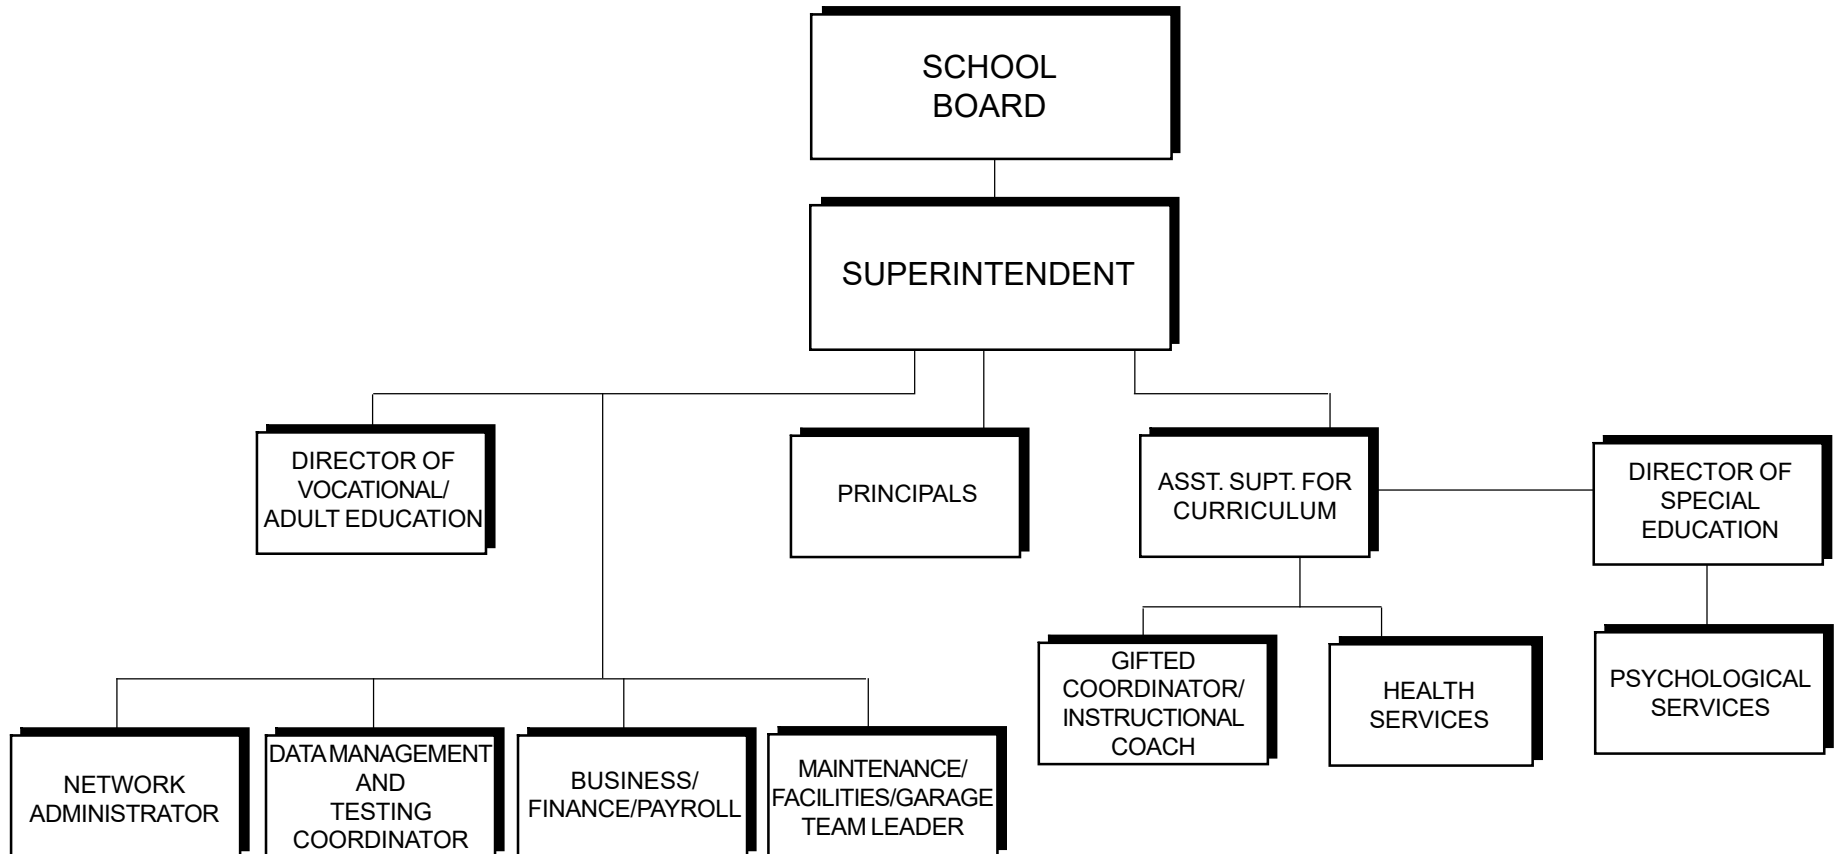 SCHOOL
BOARD
SUPERINTENDENT
DIRECTOR OF
VOCATIONAL/
ADULT EDUCATION
PRINCIPALS
ASST. SUPT. FOR
CURRICULUM
DIRECTOR OF
SPECIAL
EDUCATION
GIFTED
COORDINATOR/
INSTRUCTIONAL
COACH
HEALTH
SERVICES
PSYCHOLOGICAL
SERVICES
NETWORK
ADMINISTRATOR
DATA MANAGEMENT
AND
TESTING
COORDINATOR
BUSINESS/
FINANCE/PAYROLL
MAINTENANCE/
FACILITIES/GARAGE
TEAM LEADER